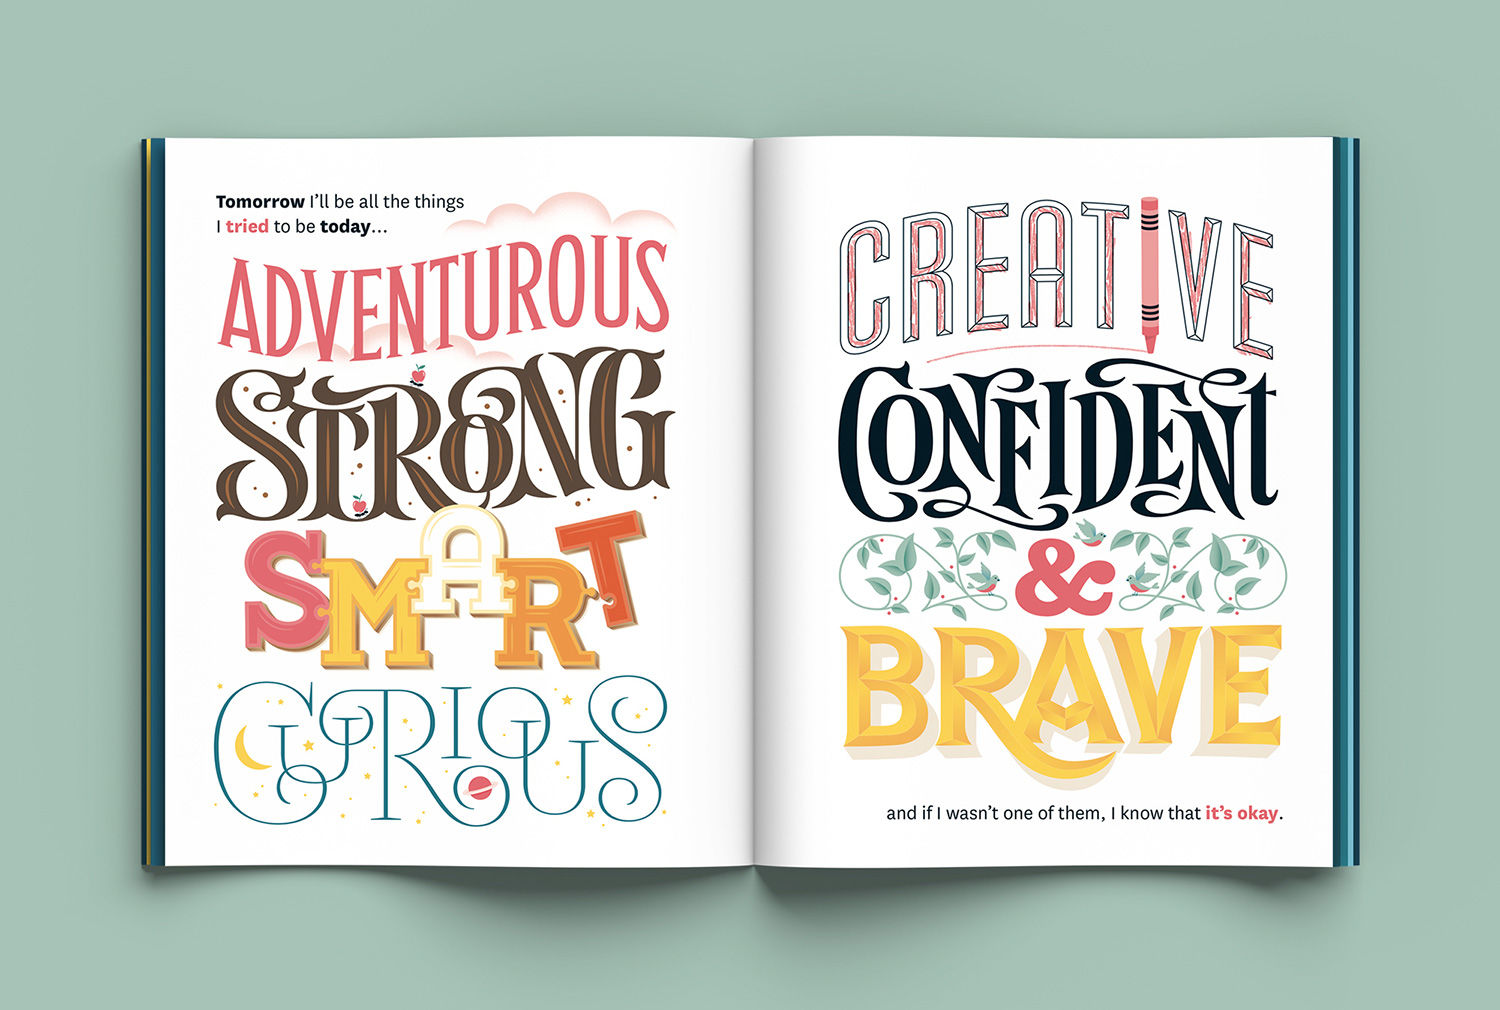 Tomorrow I'll be all the things
I tried to be today...
ADVENTUROUS
STRONG
SMART
CURIOUS
CREATIVE
CONFIDENT
&
BRAVE
and if I wasn't one of them, I know that it's okay.